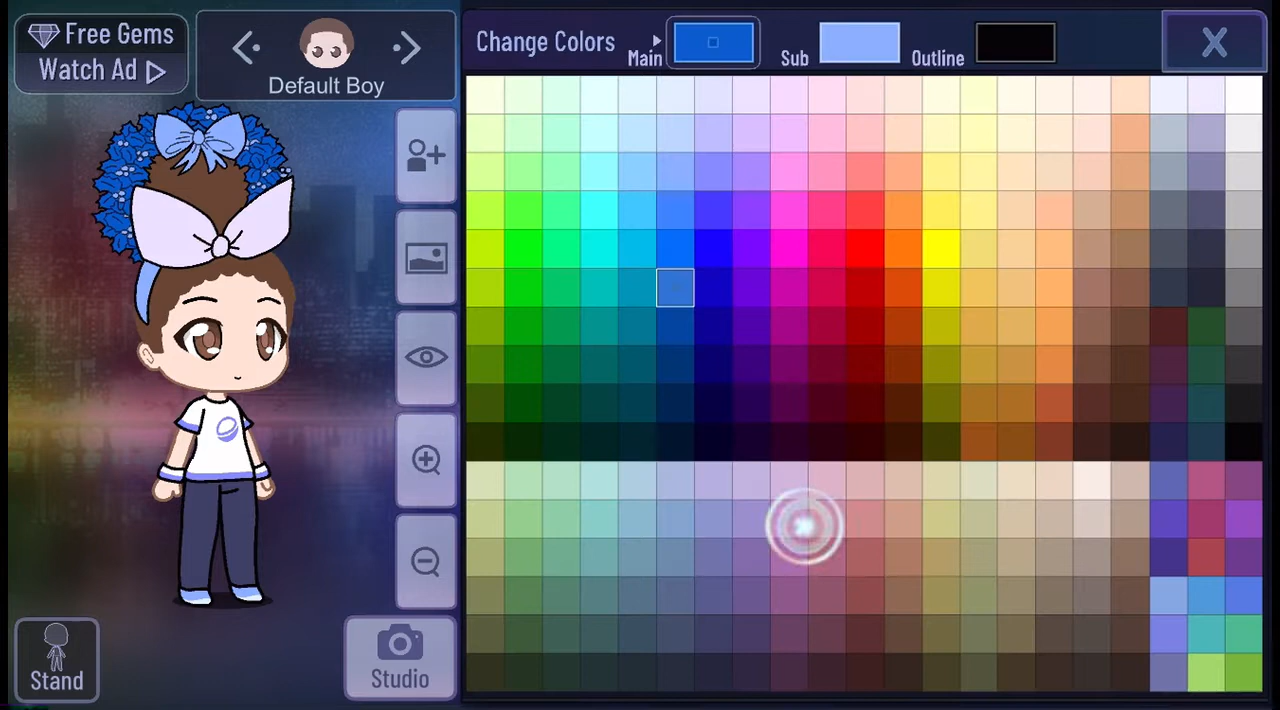 Free Gems
Watch Ad
Default Boy
Change Colors
Main
Sub
Outline
X
Stand
Studio